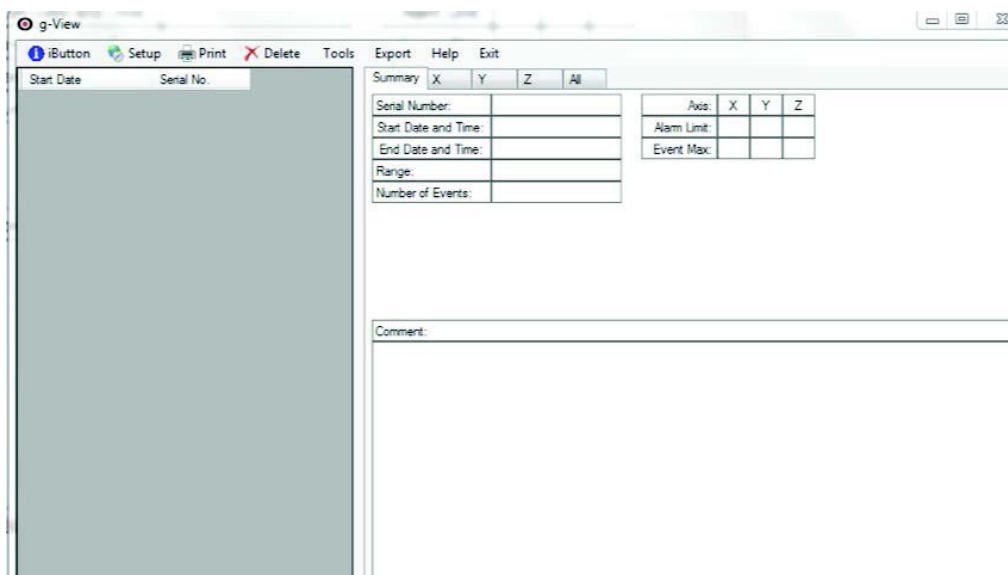 g-View
iButton Setup Print Delete Tools Export Help Exit
Start Date Serial No.
Summary X Y Z All
Serial Number:
Start Date and Time:
End Date and Time:
Range:
Number of Events:
Axis: X Y Z
Alarm Limit:
Event Max:
Comment: